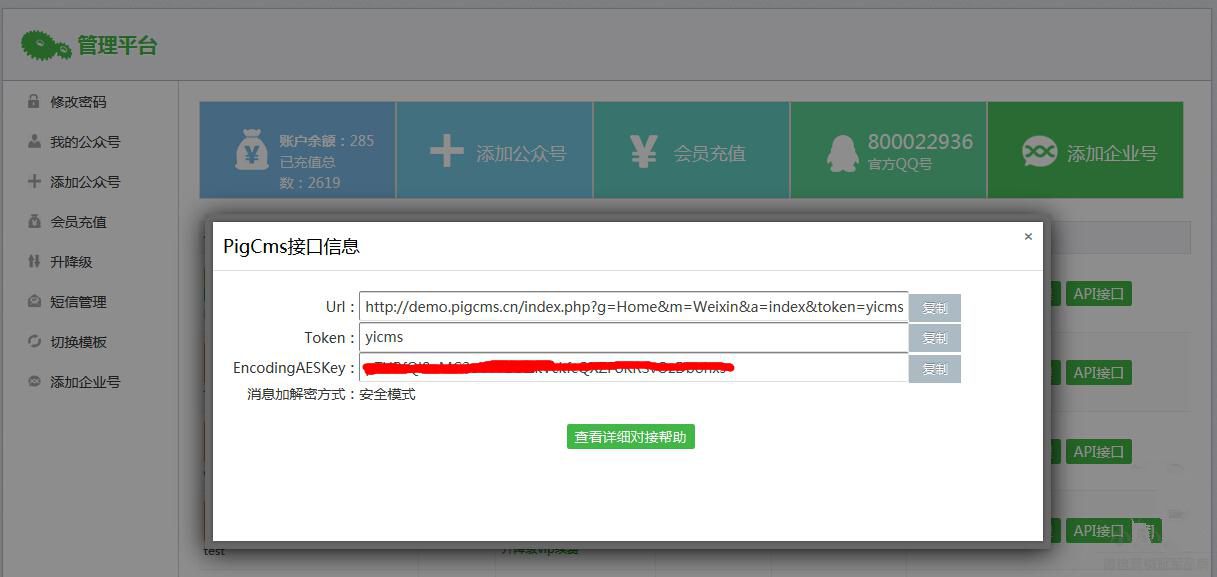 管理平台
修改密码
我的公众号
添加公众号
会员充值
升降级
短信管理
切换模板
添加企业号
账户余额：285
已充值总
数：2619
添加公众号
会员充值
800022936
官方QQ号
添加企业号
PigCms接口信息
×
Url：
http://demo.pigcms.cn/index.php?g=Home&m=Weixin&a=index&token=yicms
复制
Token：
yicms
复制
EncodingAESKey：
复制
消息加解密方式：安全模式
查看详细对接帮助
API接口
API接口
API接口
API接口
test